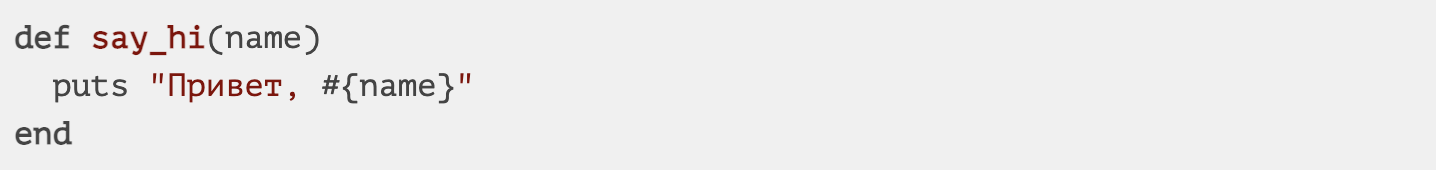 def say_hi(name)
  puts "Привет, #{name}"
end